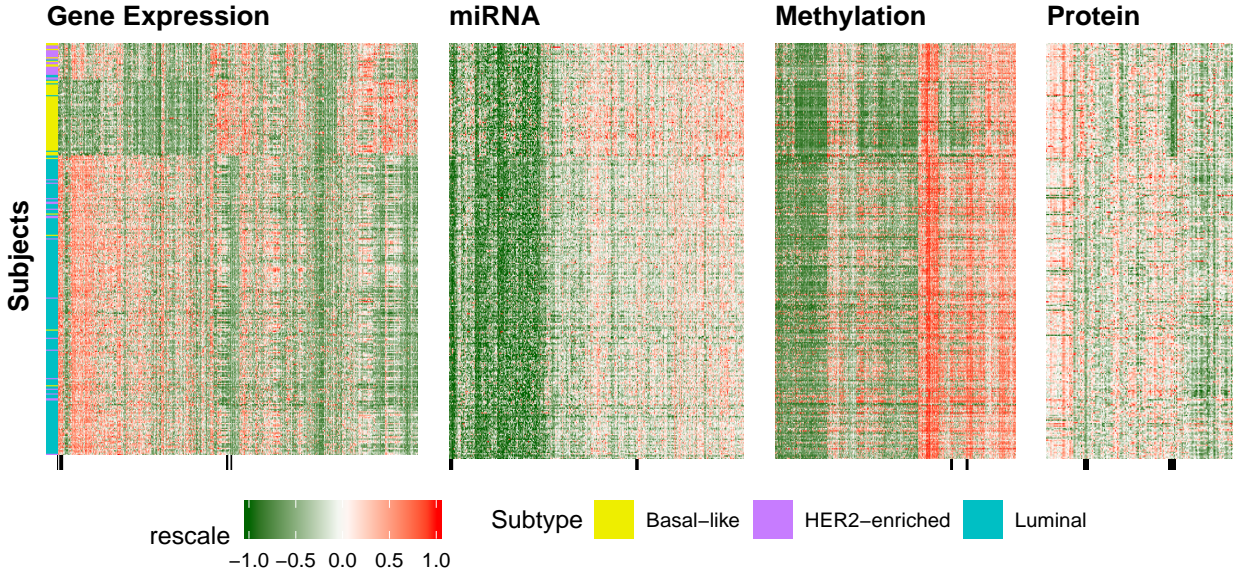 Gene Expression
miRNA
Methylation
Protein
Subjects
rescale
−1.0 −0.5 0.0 0.5 1.0
Subtype
Basal−like
HER2−enriched
Luminal